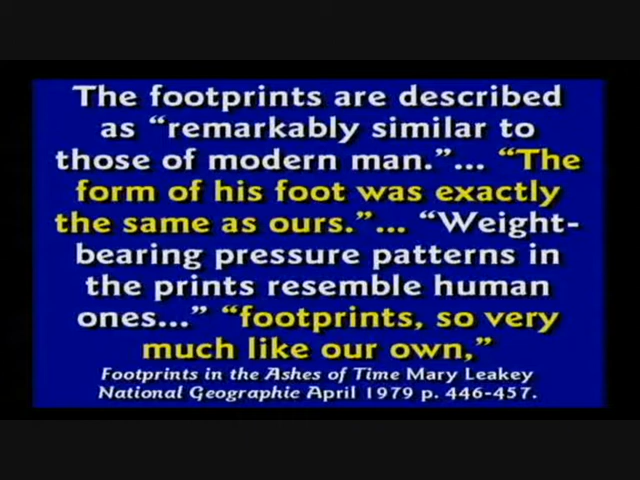 The footprints are described
as “remarkably similar to
those of modern man.”... “The
form of his foot was exactly
the same as ours.”... “Weight-
bearing pressure patterns in
the prints resemble human
ones...” “footprints, so very
much like our own,”
Footprints in the Ashes of Time Mary Leakey
National Geographic April 1979 p. 446-457.